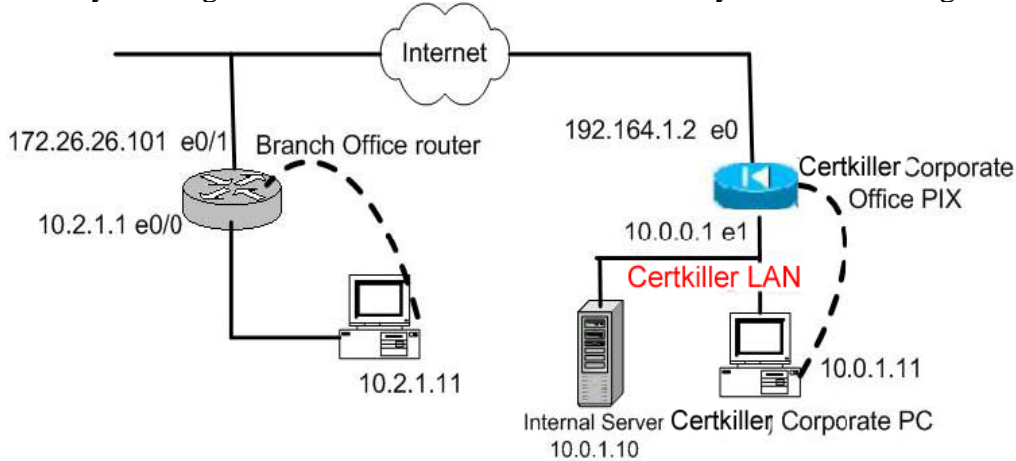 Internet
172.26.26.101 e0/1
Branch Office router
192.164.1.2 e0
Certkiller Corporate
Office PIX
10.2.1.1 e0/0
10.0.0.1 e1
Certkiller LAN
10.2.1.11
10.0.1.11
Internal Server
10.0.1.10
Certkiller Corporate PC